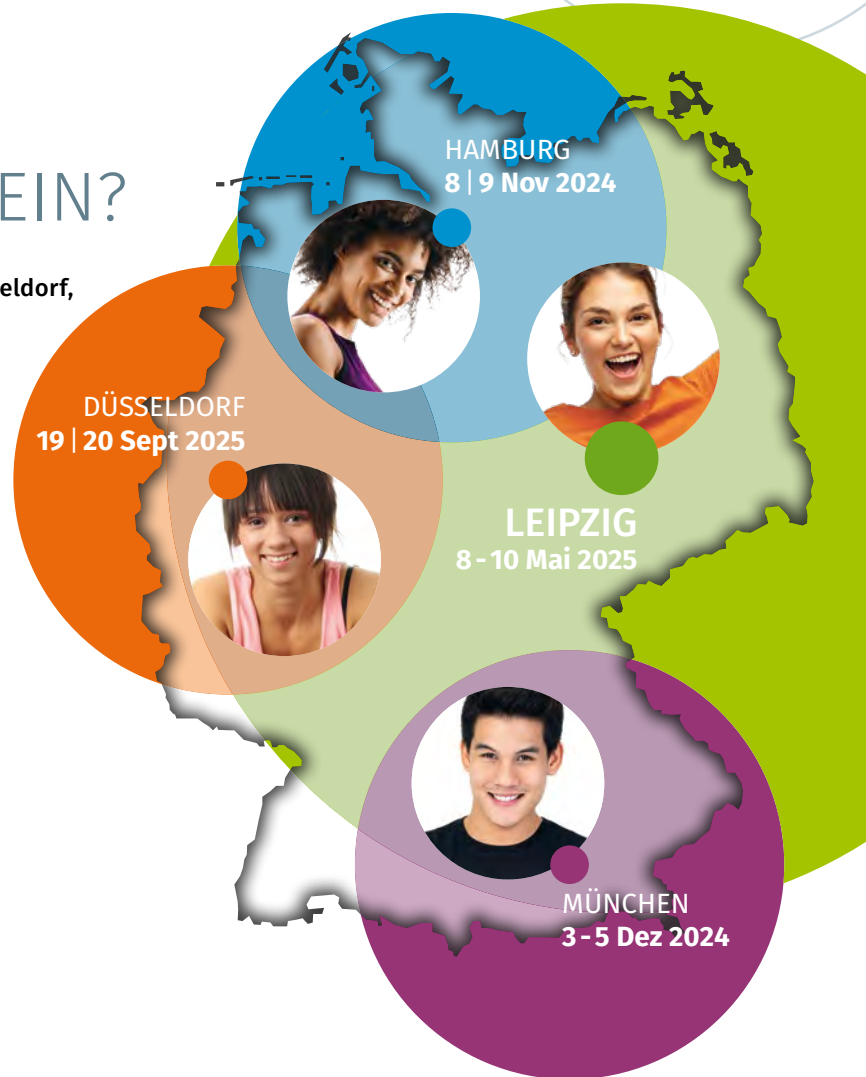 EIN?
eldorf,
HAMBURG
8 | 9 Nov 2024
DÜSSELDORF
19 | 20 Sept 2025
LEIPZIG
8 - 10 Mai 2025
MÜNCHEN
3 - 5 Dez 2024